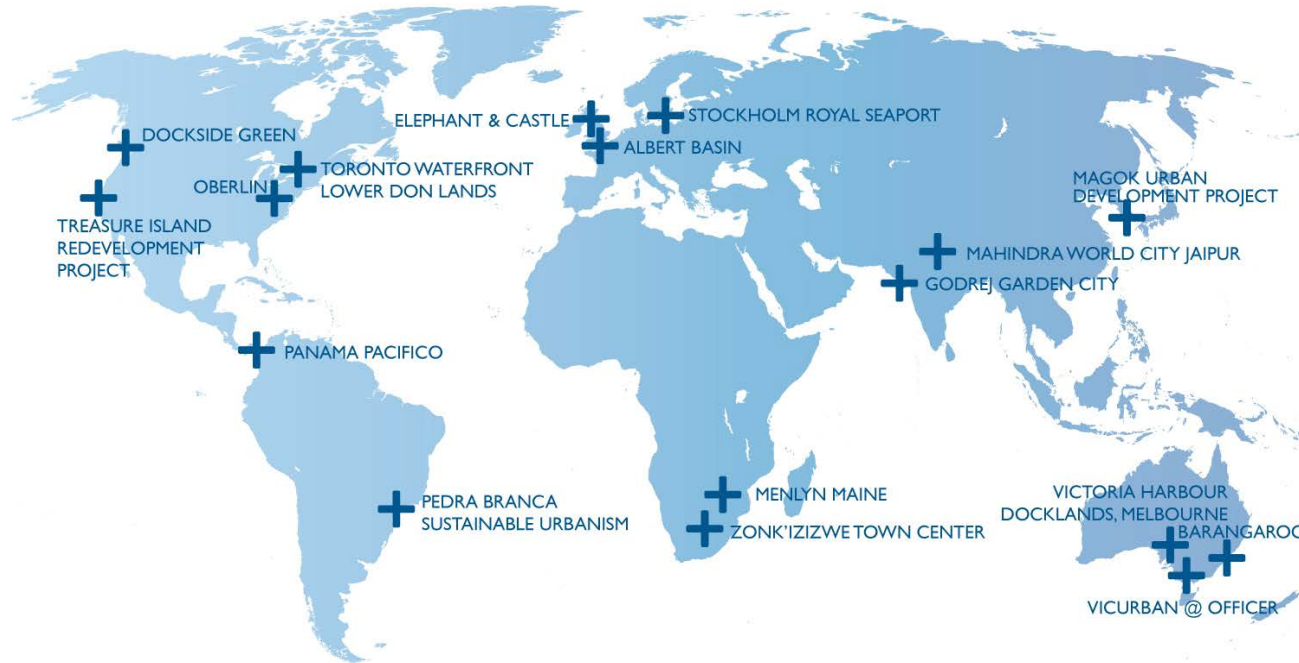 ELEPHANT & CASTLE
STOCKHOLM ROYAL SEAPORT
DOCKSIDE GREEN
ALBERT BASIN
TORONTO WATERFRONT
LOWER DON LANDS
OBERLIN
MAGOK URBAN
DEVELOPMENT PROJECT
TREASURE ISLAND
REDEVELOPMENT
PROJECT
MAHINDRA WORLD CITY JAIPUR
GODREJ GARDEN CITY
PANAMA PACIFICO
PEDRA BRANCA
SUSTAINABLE URBANISM
MENLYN MAINE
ZONK'IZIZWE TOWN CENTER
VICTORIA HARBOUR
DOCKLANDS, MELBOURNE
BARANGAROO
VICURBAN @ OFFICER